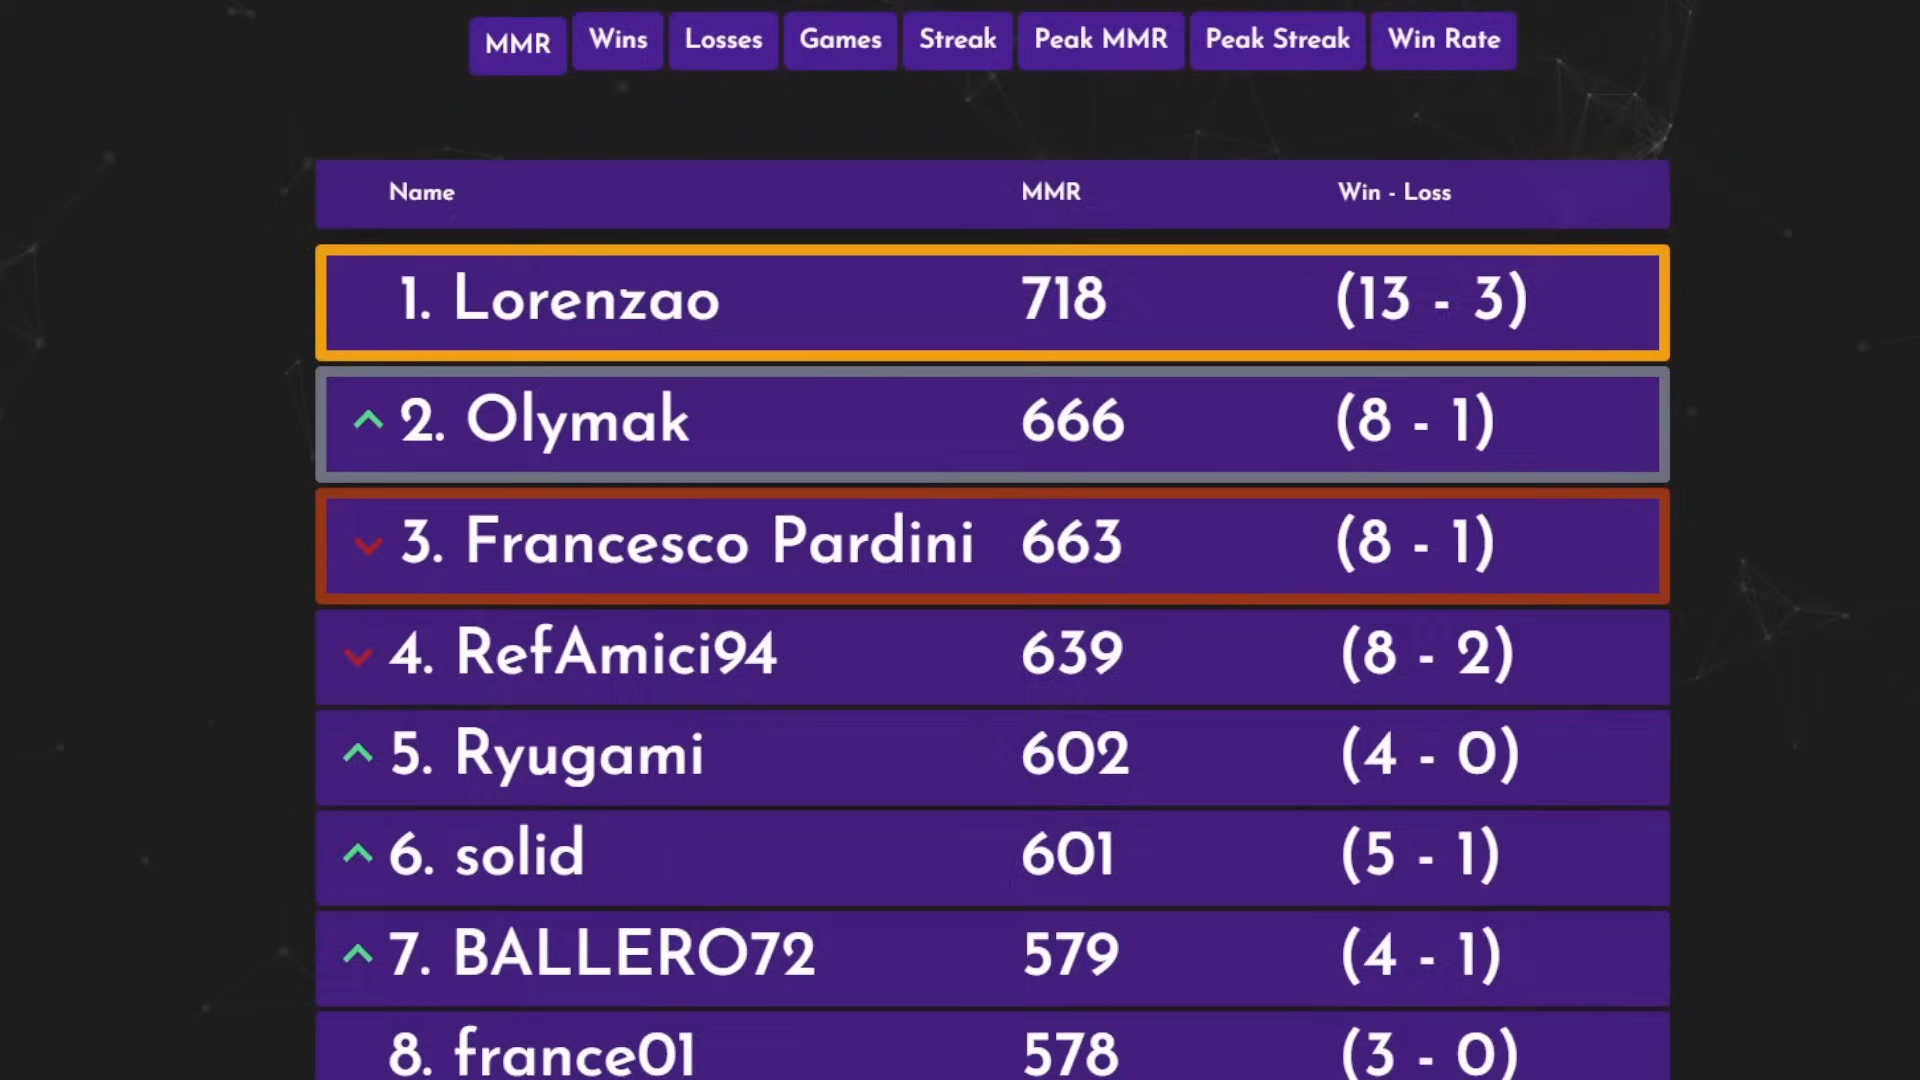 MMR Wins Losses Games Streak Peak MMR Peak Streak Win Rate
Name MMR Win - Loss
1. Lorenzao 718 (13 - 3)
2. Olymak 666 (8 - 1)
3. Francesco Pardini 663 (8 - 1)
4. RefAmici94 639 (8 - 2)
5. Ryugami 602 (4 - 0)
6. solid 601 (5 - 1)
7. BALLERO72 579 (4 - 1)
8. france01 578 (3 - 0)